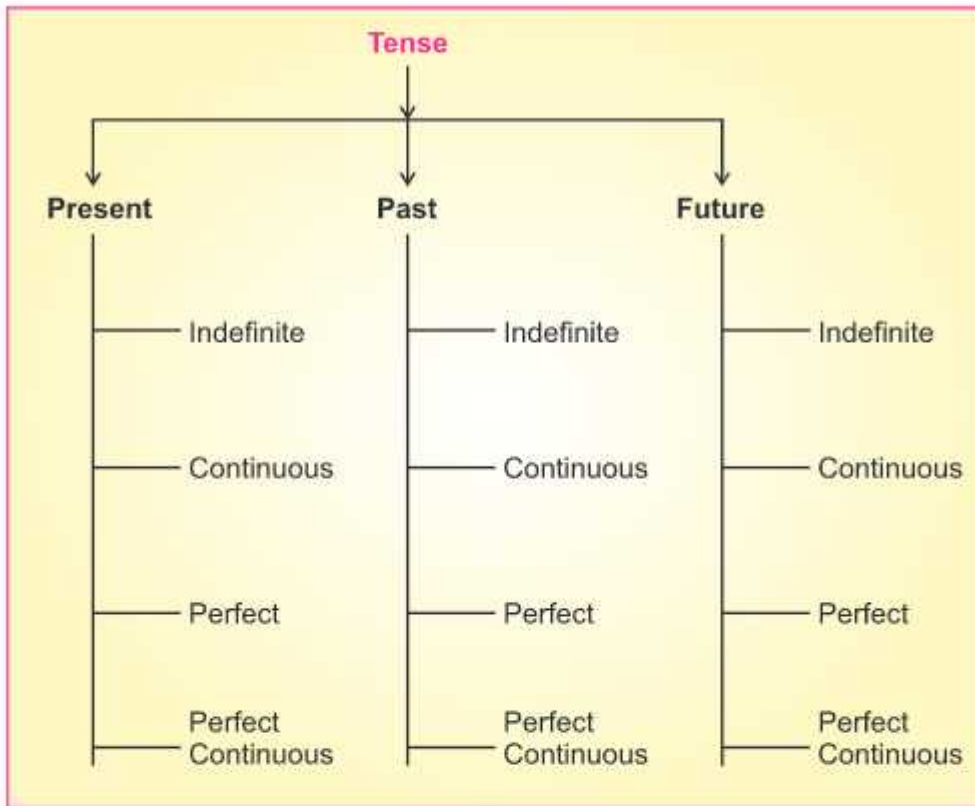 Tense
Present Past Future
Indefinite Indefinite Indefinite
Continuous Continuous Continuous
Perfect Perfect Perfect
Perfect Perfect Perfect
Continuous Continuous Continuous